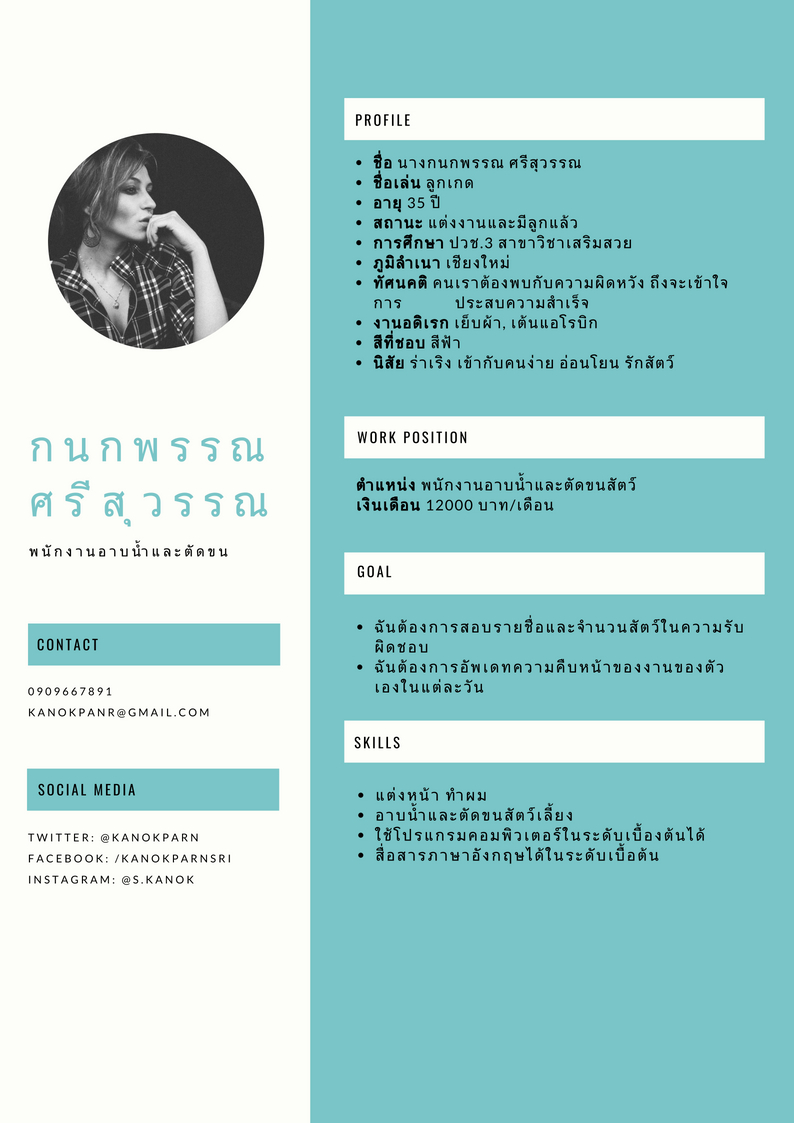 กนกพรรณ
ศรีสุวรรณ
พนักงานอาบน้ำและตัดขน
CONTACT
0909667891
KANOKPANR@GMAIL.COM
SOCIAL MEDIA
TWITTER: @KANOKPARN
FACEBOOK: /KANOKPARNSRI
INSTAGRAM: @S.KANOK
PROFILE
• ชื่อ นางกนกพรรณ ศรีสุวรรณ
• ชื่อเล่น ลูกเกด
• อายุ 35 ปี
• สถานะ แต่งงานและมีลูกแล้ว
• การศึกษา ปวช.3 สาขาวิชาเสริมสวย
• ภูมิลำเนา เชียงใหม่
• ทัศนคติ คนเราต้องพบกับความผิดหวัง ถึงจะเข้าใจ
การ ประสบความสำเร็จ
• งานอดิเรก เย็บผ้า, เต้นแอโรบิก
• สีที่ชอบ สีฟ้า
• นิสัย ร่าเริง เข้ากับคนง่าย อ่อนโยน รักสัตว์
WORK POSITION
ตำแหน่ง พนักงานอาบน้ำและตัดขนสัตว์
เงินเดือน 12000 บาท/เดือน
GOAL
• ฉันต้องการสอบรายชื่อและจำนวนสัตว์ในความรับ
ผิดชอบ
• ฉันต้องการอัพเดทความคืบหน้าของงานของตัว
เองในแต่ละวัน
SKILLS
• แต่งหน้า ทำผม
• อาบน้ำและตัดขนสัตว์เลี้ยง
• ใช้โปรแกรมคอมพิวเตอร์ในระดับเบื้องต้นได้
• สื่อสารภาษาอังกฤษได้ในระดับเบื้อต้น